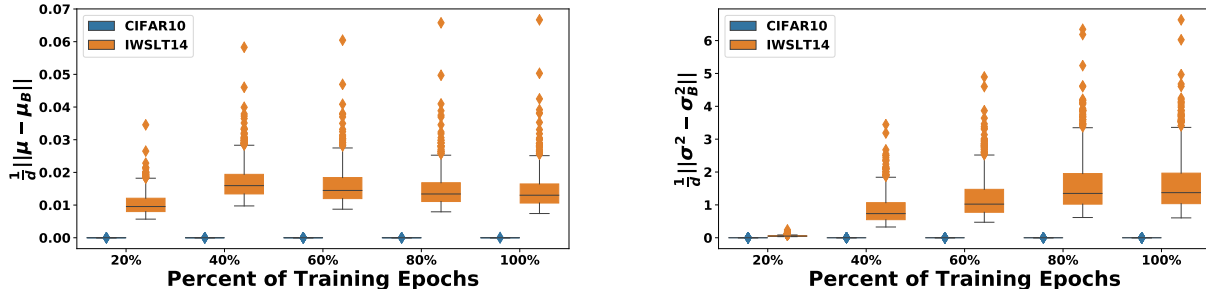 0.07
0.06
0.05
0.04
0.03
0.02
0.01
0.00
1/d ||μ − μ_B||
CIFAR10
IWSLT14
20% 40% 60% 80% 100%
Percent of Training Epochs
6
5
4
3
2
1
0
1/d ||σ² − σ²_B||
CIFAR10
IWSLT14
20% 40% 60% 80% 100%
Percent of Training Epochs